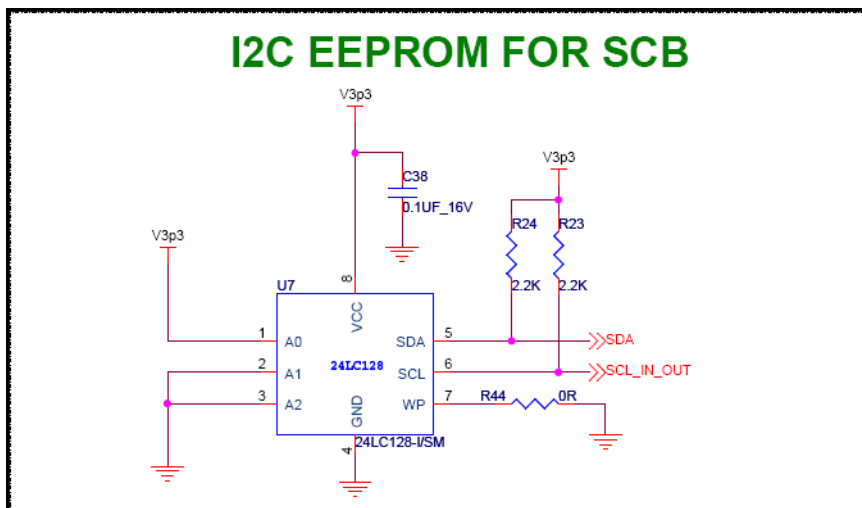 I2C EEPROM FOR SCB
V3p3
V3p3
C38
0.1UF_16V
R24
R23
2.2K
2.2K
V3p3
U7
8
VCC
1
A0
SDA
5
SDA
24LC128
2
A1
SCL
6
SCL_IN_OUT
3
A2
WP
7
R44
0R
GND
24LC128-I/SM
4